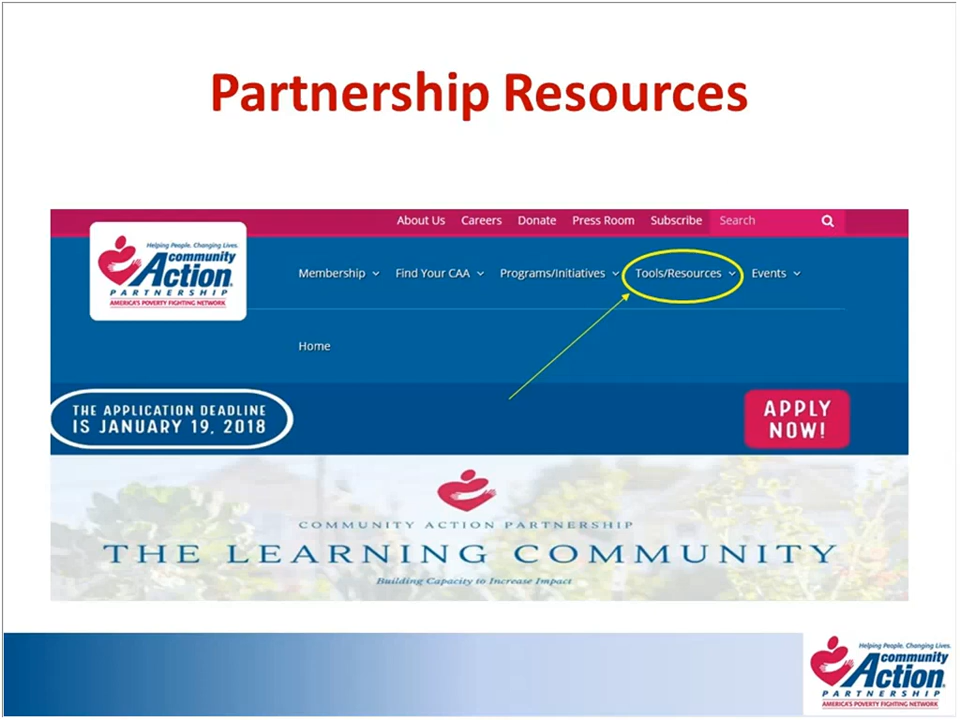 Partnership Resources
About Us Careers Donate Press Room Subscribe Search
Helping People. Changing Lives.
community
Action®
PARTNERSHIP
AMERICA'S POVERTY FIGHTING NETWORK
Membership Find Your CAA Programs/Initiatives Tools/Resources Events
Home
THE APPLICATION DEADLINE
IS JANUARY 19, 2018
APPLY
NOW!
COMMUNITY ACTION PARTNERSHIP
THE LEARNING COMMUNITY
Building Capacity to Increase Impact
Helping People. Changing Lives.
community
Action®
PARTNERSHIP
AMERICA'S POVERTY FIGHTING NETWORK